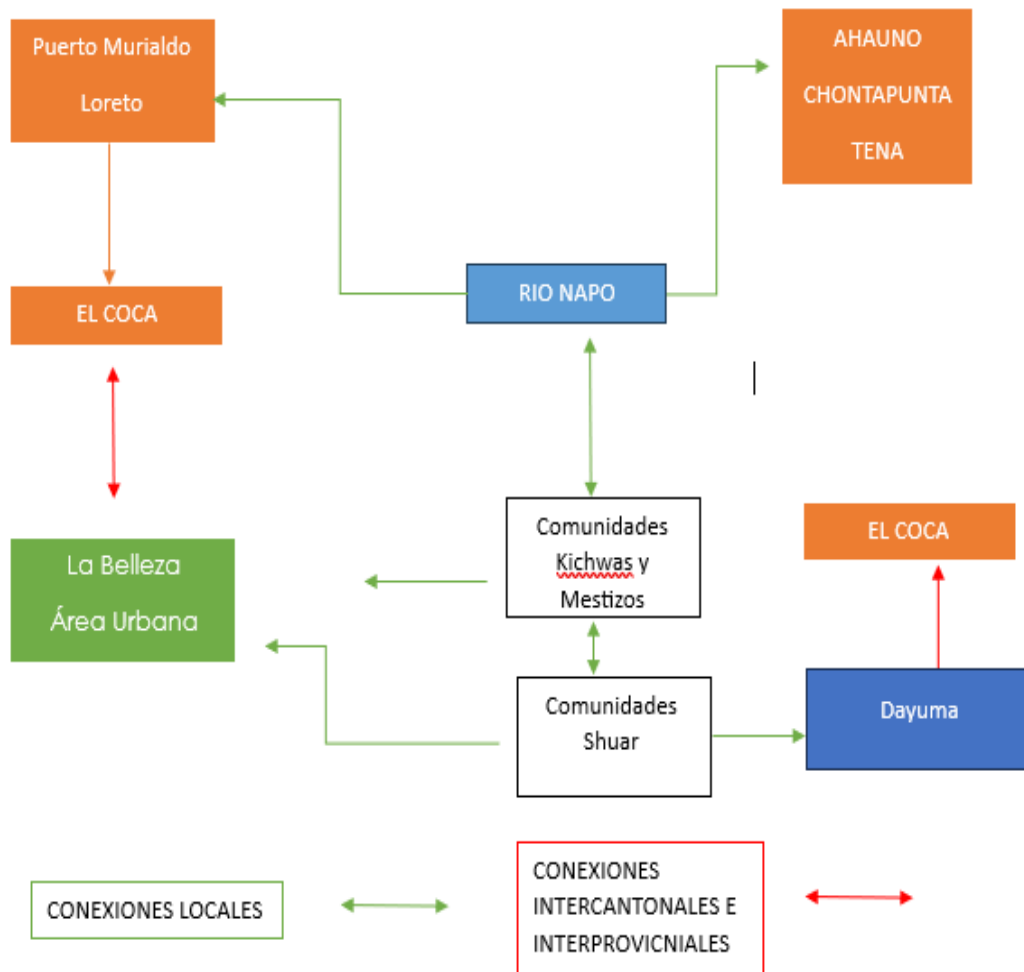 Puerto Murialdo
Loreto
AHAUNO
CHONTAPUNTA
TENA
RIO NAPO
EL COCA
Comunidades
Kichwas y
Mestizos
EL COCA
La Belleza
Área Urbana
Comunidades
Shuar
Dayuma
CONEXIONES LOCALES
CONEXIONES
INTERCANTONALES E
INTERPROVICNIALES